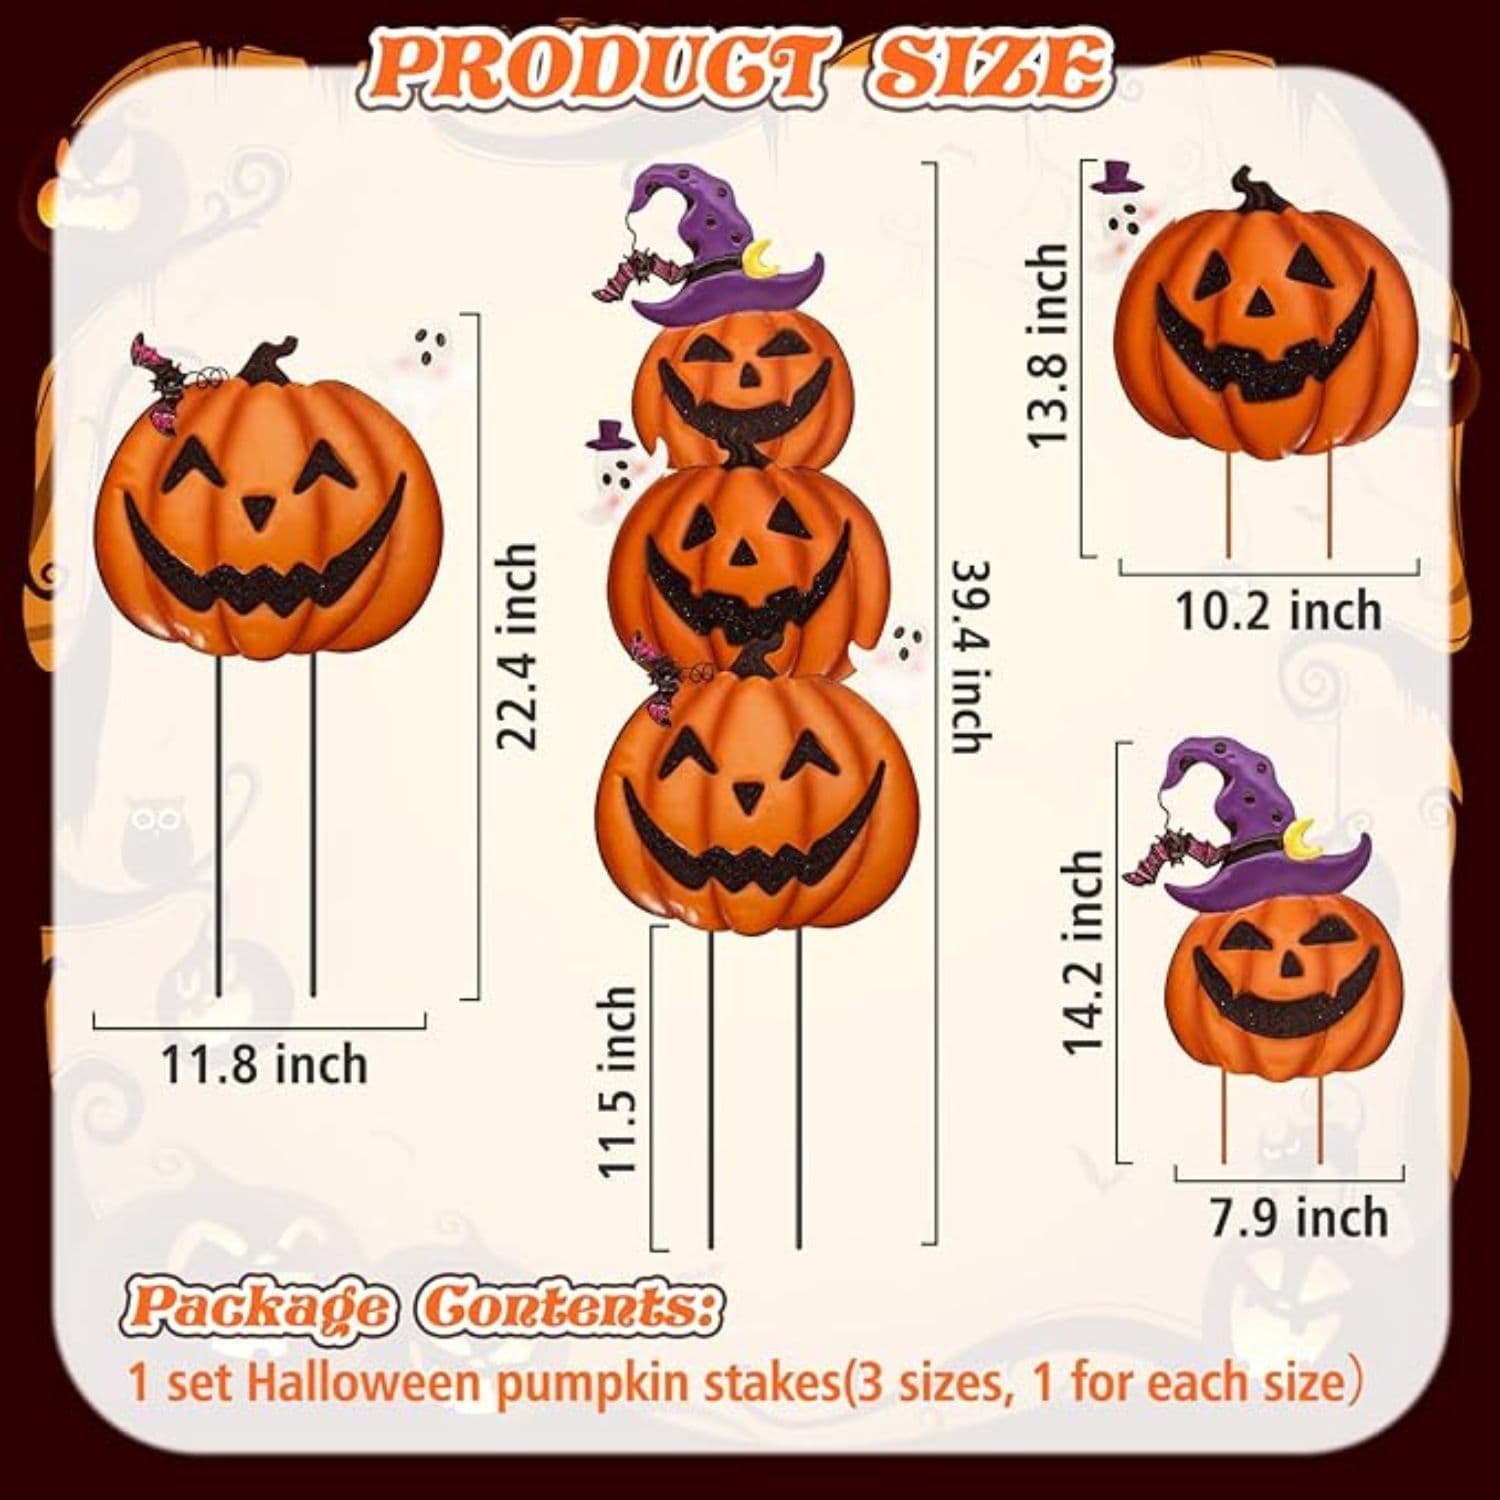 PRODUCT SIZE
22.4 inch
11.8 inch
39.4 inch
11.5 inch
13.8 inch
10.2 inch
14.2 inch
7.9 inch
Package Contents:
1 set Halloween pumpkin stakes(3 sizes, 1 for each size）